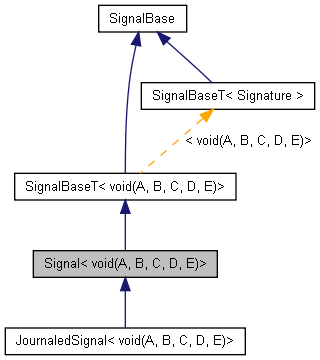 SignalBase
SignalBaseT< Signature >
< void(A, B, C, D, E)>
SignalBaseT< void(A, B, C, D, E)>
Signal< void(A, B, C, D, E)>
JournaledSignal< void(A, B, C, D, E)>